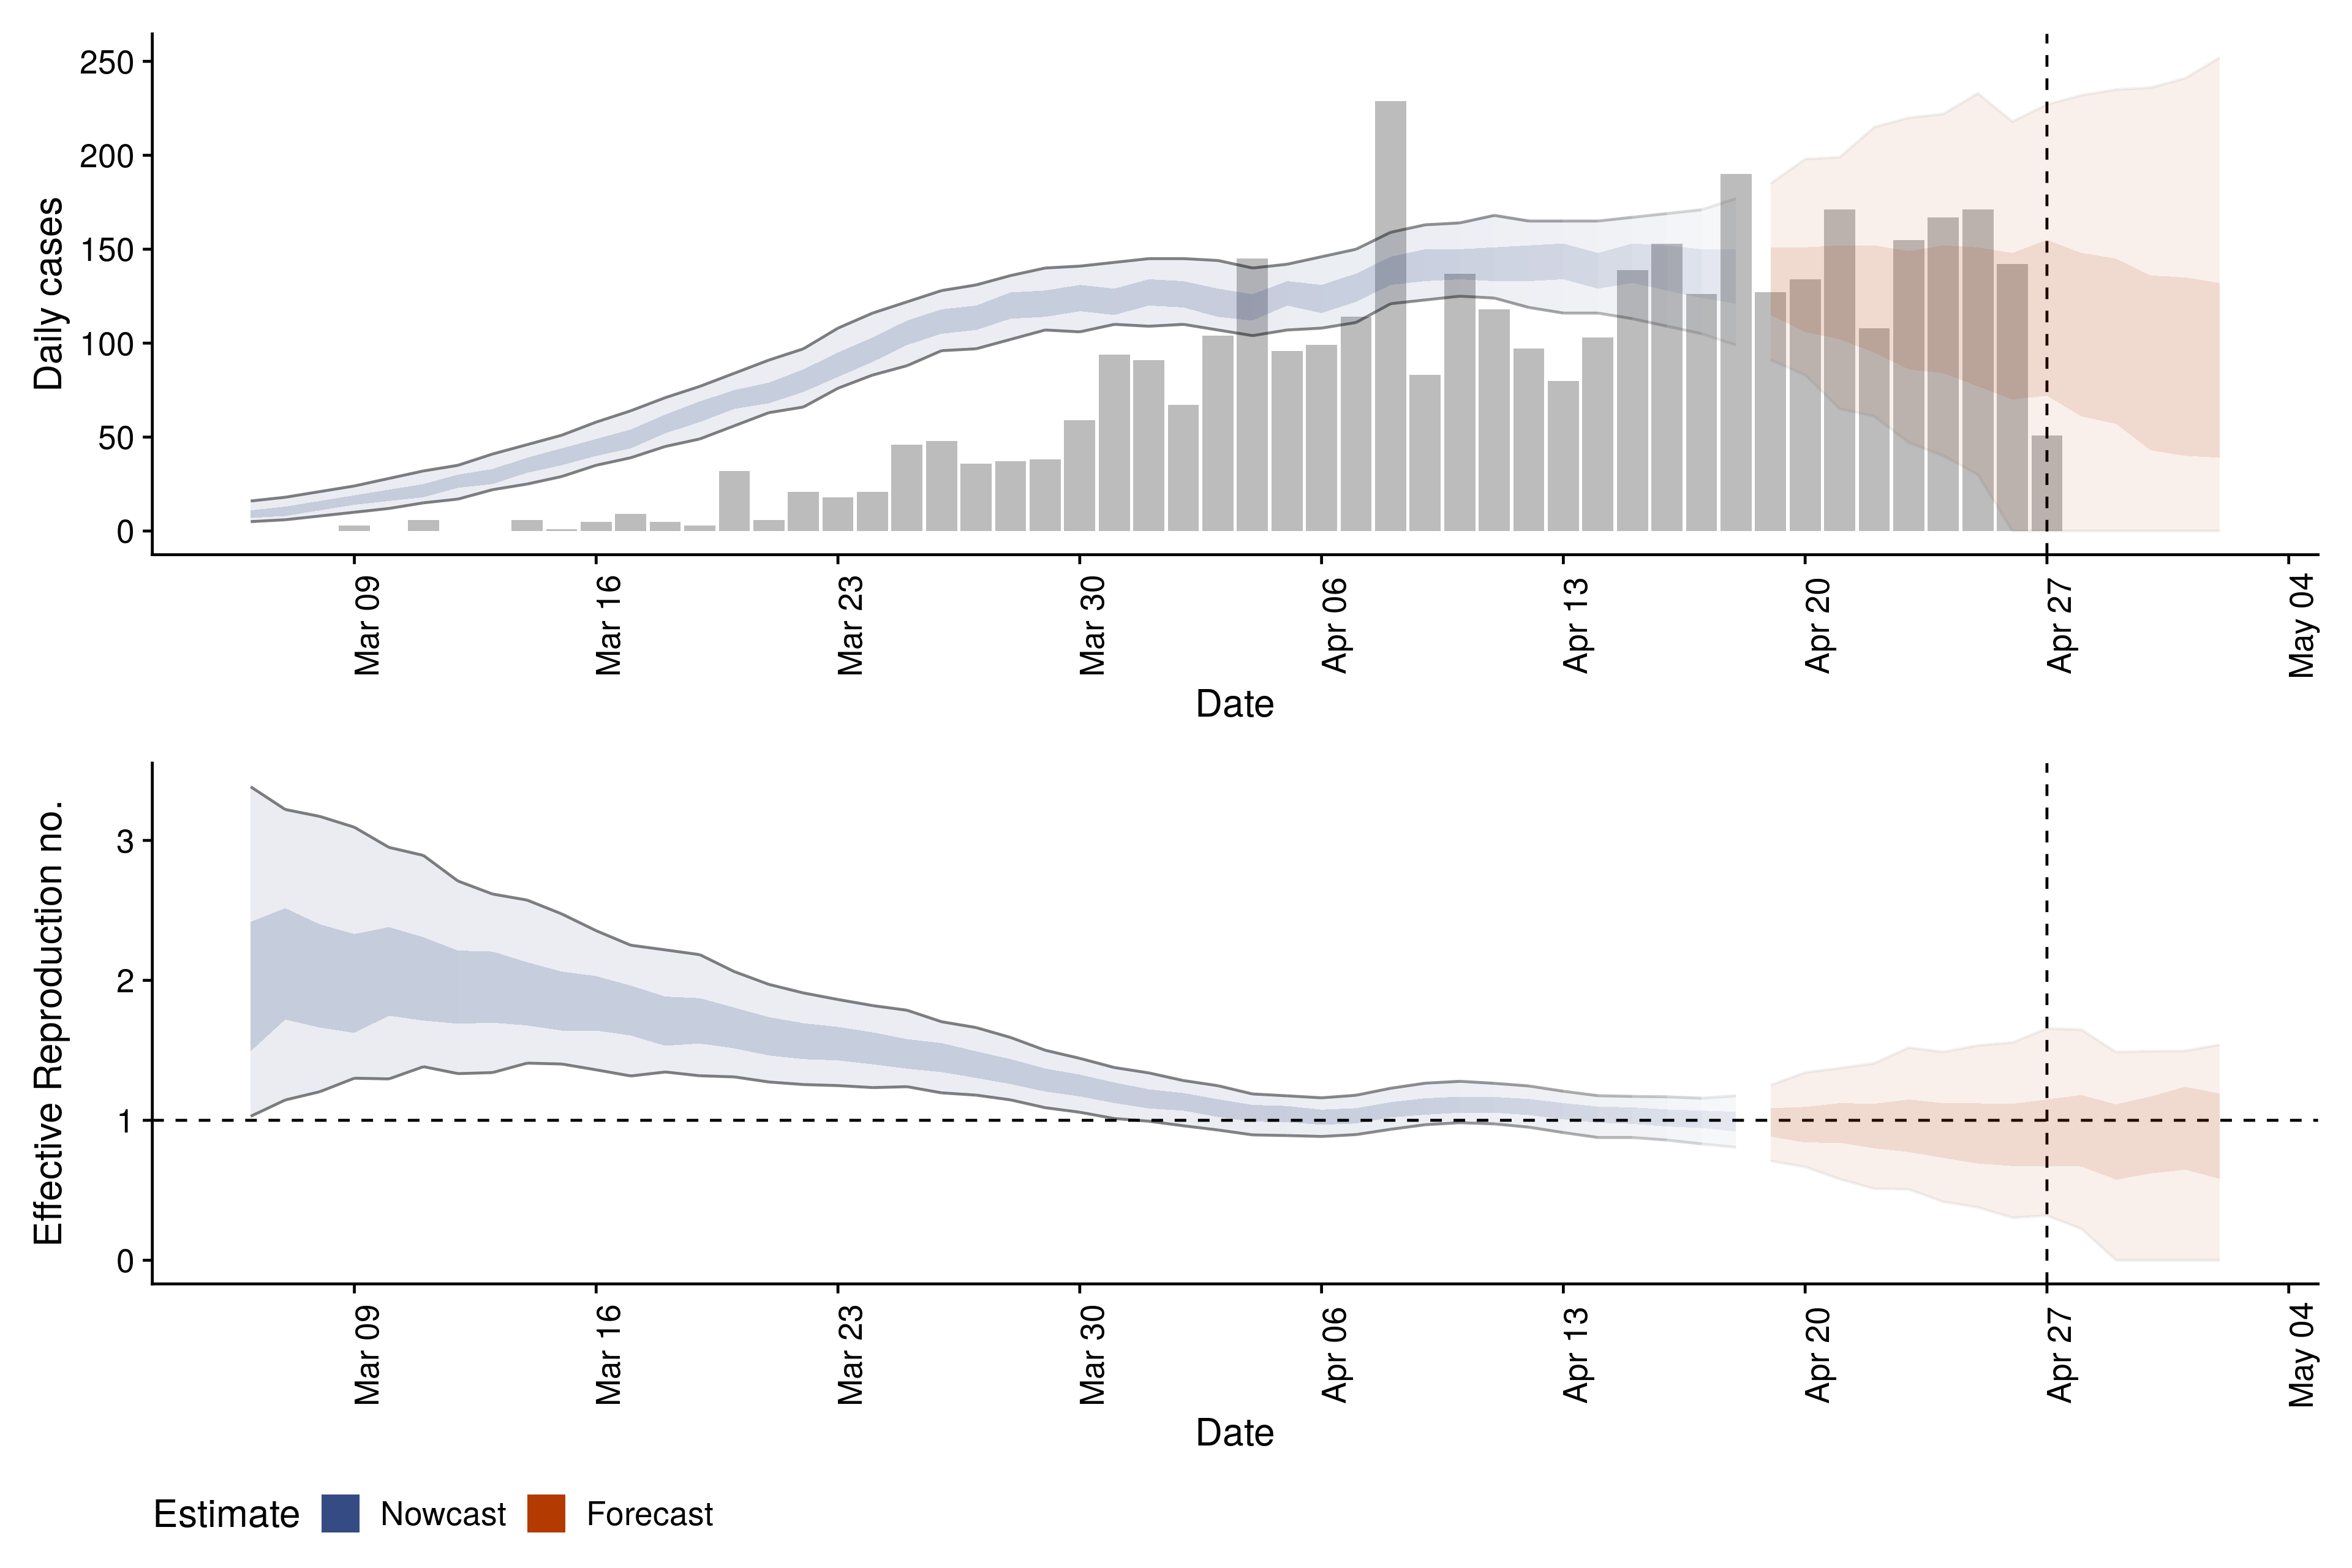 Daily cases
250
200
150
100
50
0
Mar 09
Mar 16
Mar 23
Mar 30
Apr 06
Apr 13
Apr 20
Apr 27
May 04
Date
Effective Reproduction no.
3
2
1
0
Mar 09
Mar 16
Mar 23
Mar 30
Apr 06
Apr 13
Apr 20
Apr 27
May 04
Date
Estimate Nowcast Forecast